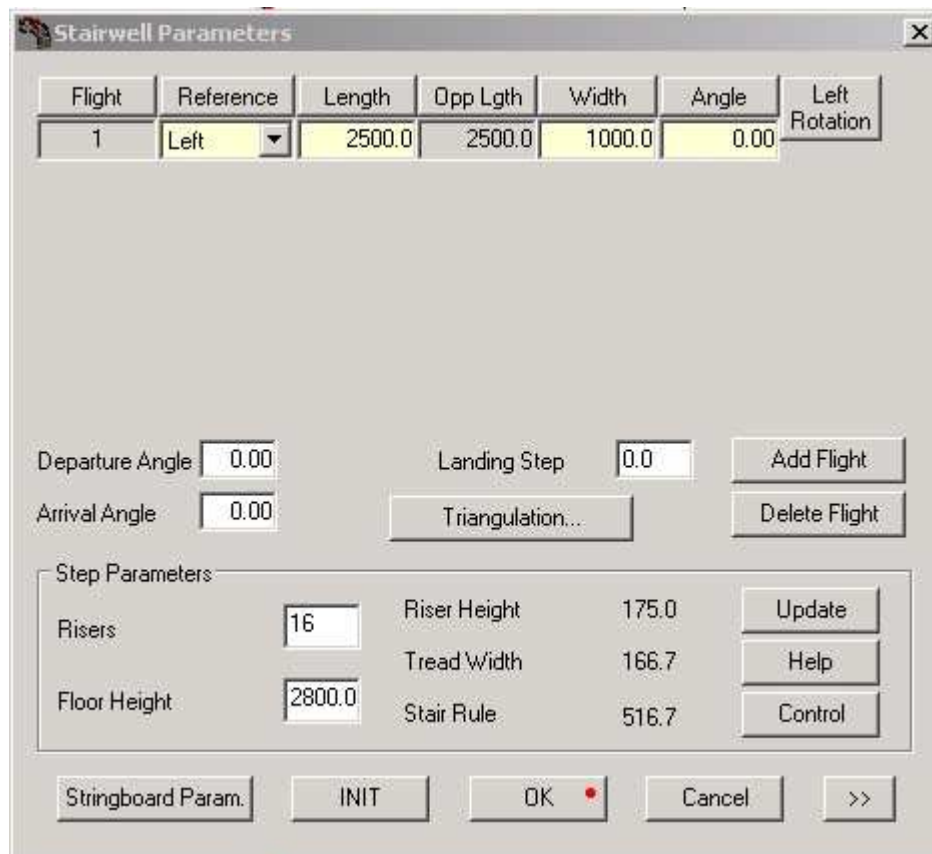 Stairwell Parameters
Flight Reference Length Opp Lgth Width Angle Left Rotation
1 Left 2500.0 2500.0 1000.0 0.00
Departure Angle 0.00 Landing Step 0.0 Add Flight
Arrival Angle 0.00 Triangulation... Delete Flight
Step Parameters
Risers 16 Riser Height 175.0 Update
Tread Width 166.7 Help
Floor Height 2800.0 Stair Rule 516.7 Control
Stringboard Param. INIT OK Cancel >>